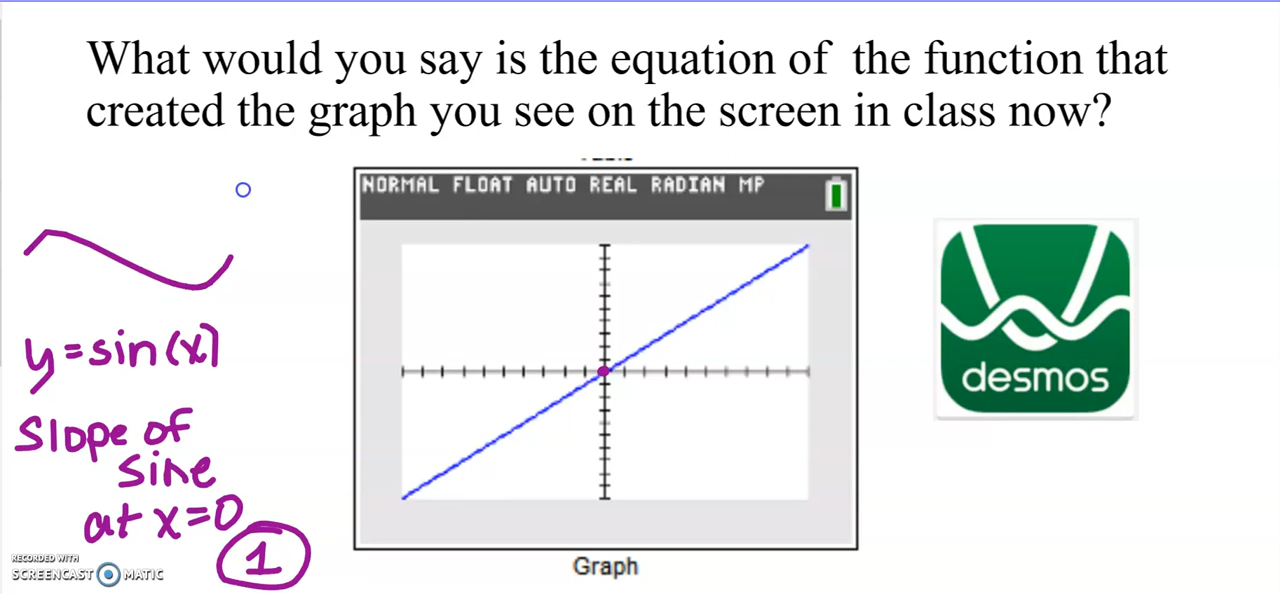 What would you say is the equation of the function that
created the graph you see on the screen in class now?
NORMAL FLOAT AUTO REAL RADIAN MP
y=sin(x)
Slope of
sine
at x=0
1
desmos
Graph
RECORDED WITH
SCREENCAST MATIC